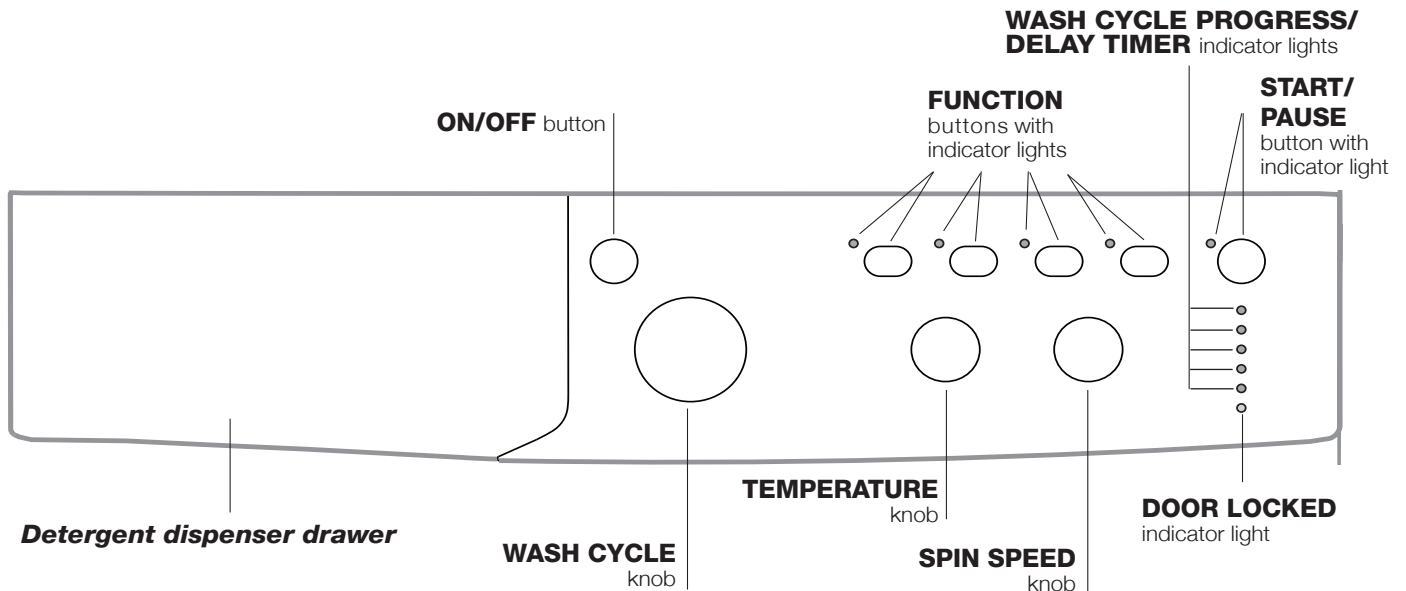 WASH CYCLE PROGRESS/
DELAY TIMER indicator lights
START/
PAUSE
button with
indicator light
FUNCTION
buttons with
indicator lights
ON/OFF button
TEMPERATURE
knob
DOOR LOCKED
indicator light
Detergent dispenser drawer
WASH CYCLE
knob
SPIN SPEED
knob